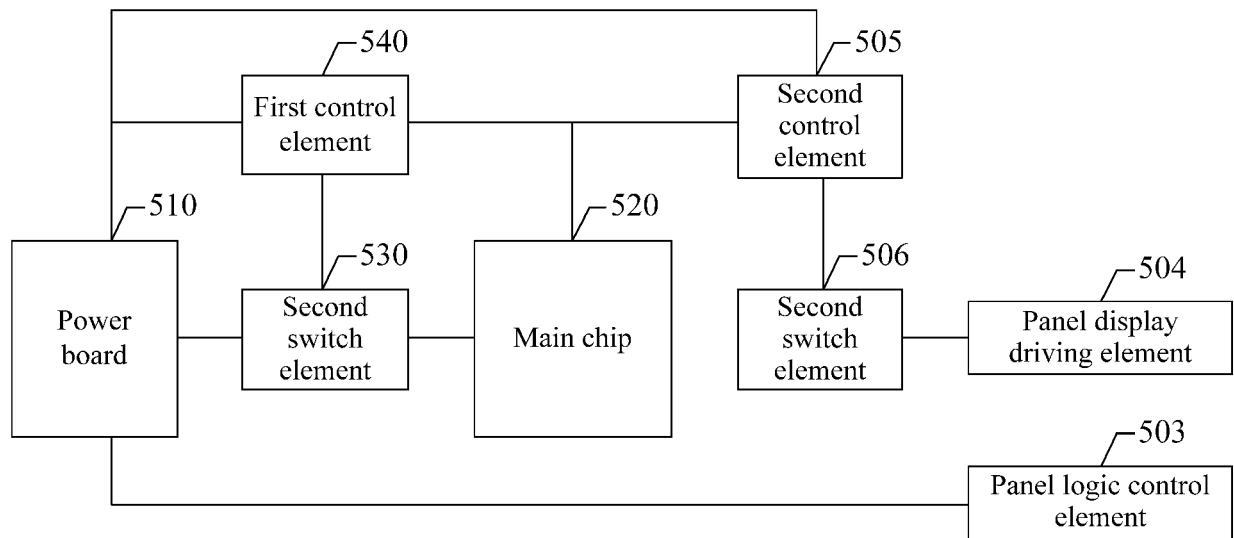 540
First control
element
505
Second
control
element
510
Power
board
530
Second
switch
element
520
Main chip
506
Second
switch
element
504
Panel display
driving element
503
Panel logic control
element